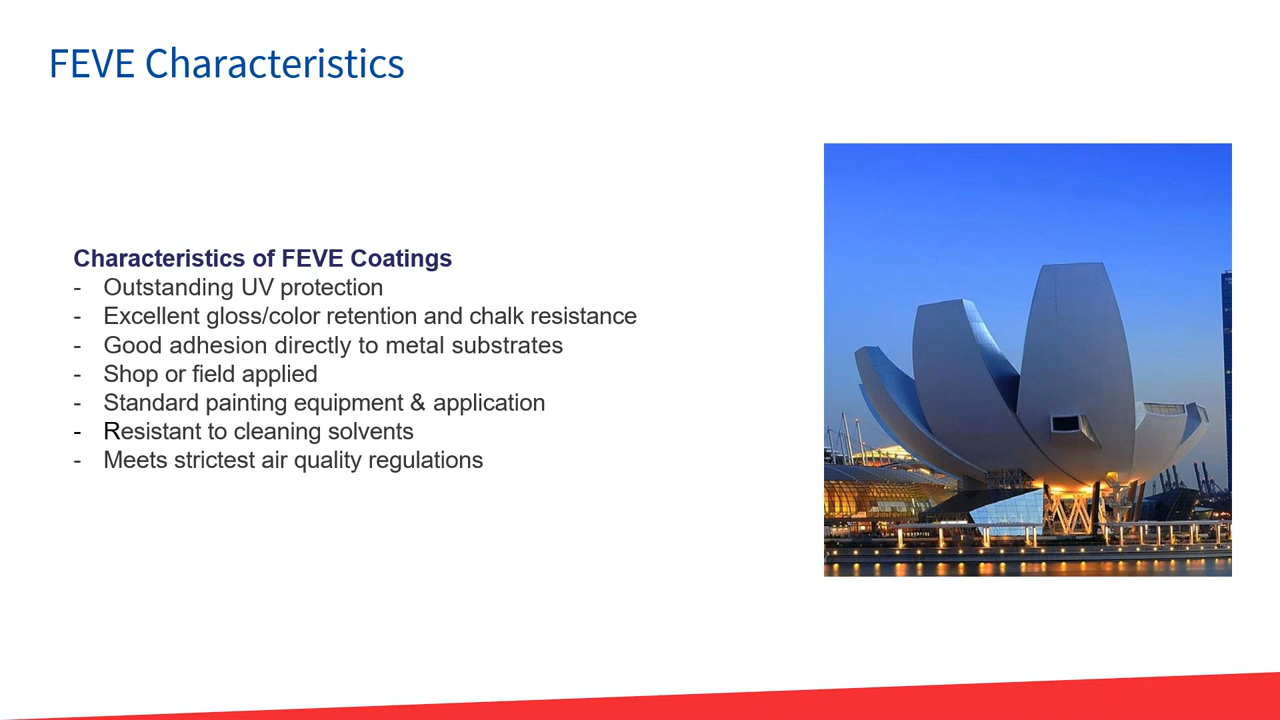 FEVE Characteristics
Characteristics of FEVE Coatings
- Outstanding UV protection
- Excellent gloss/color retention and chalk resistance
- Good adhesion directly to metal substrates
- Shop or field applied
- Standard painting equipment & application
- Resistant to cleaning solvents
- Meets strictest air quality regulations